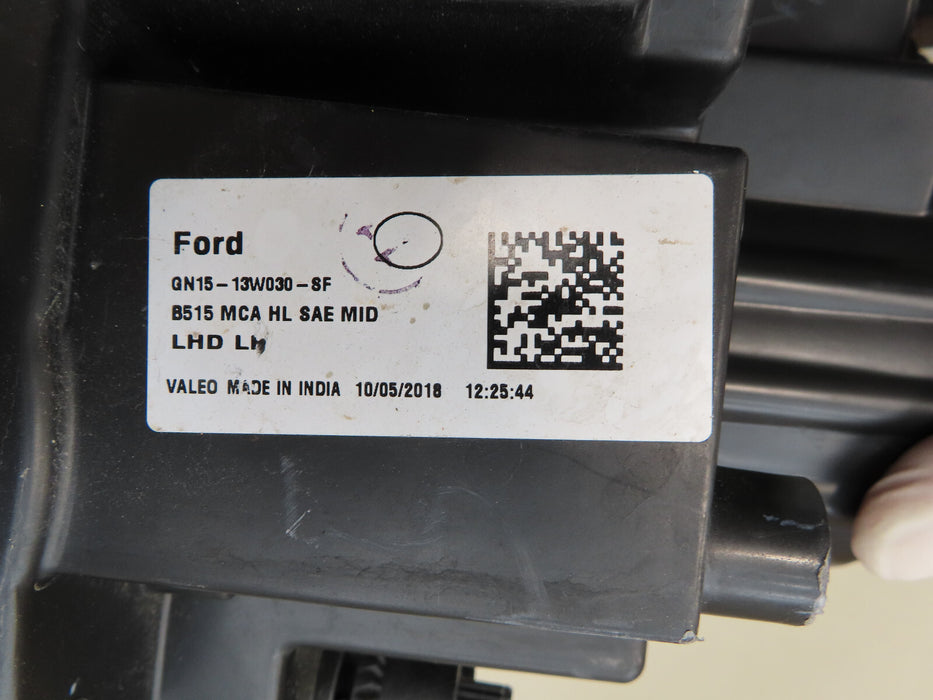 Ford
GN15-13W030-SF
B515 MCA HL SAE MID
LHD LH
VALEO MADE IN INDIA 10/05/2018 12:25:44